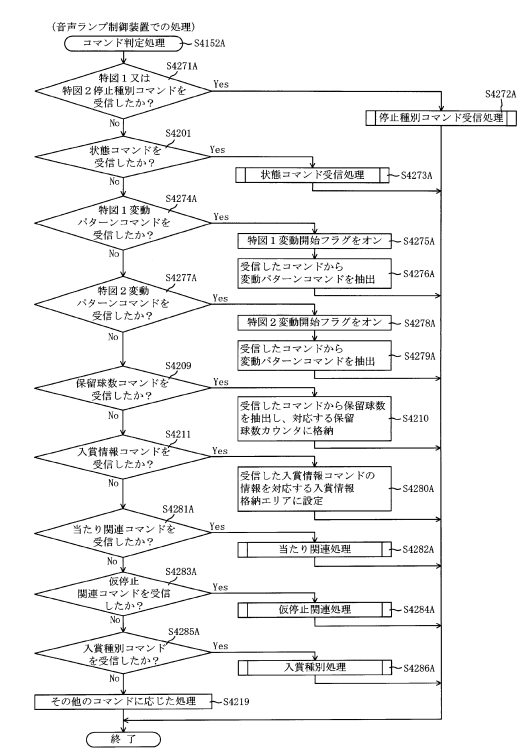 (音声ランプ制御装置での処理)
コマンド判定処理
S4152A
特図1又は
特図2停止種別コマンドを
受信したか?
S4271A
Yes
No
停止種別コマンド受信処理
S4272A
状態コマンドを
受信したか?
S4201
Yes
No
状態コマンド受信処理
S4273A
特図1変動
パターンコマンドを
受信したか?
S4274A
Yes
No
特図1変動開始フラグをオン
S4275A
受信したコマンドから
変動パターンコマンドを抽出
S4276A
特図2変動
パターンコマンドを
受信したか?
S4277A
Yes
No
特図2変動開始フラグをオン
S4278A
受信したコマンドから
変動パターンコマンドを抽出
S4279A
保留球数コマンドを
受信したか?
S4209
Yes
No
受信したコマンドから保留球数
を抽出し、対応する保留
球数カウンタに格納
S4210
入賞情報コマンドを
受信したか?
S4211
Yes
No
受信した入賞情報コマンドの
情報を対応する入賞情報
格納エリアに設定
S4280A
当たり関連コマンドを
受信したか?
S4281A
Yes
No
当たり関連処理
S4282A
仮停止
関連コマンドを受信
したか?
S4283A
Yes
No
仮停止関連処理
S4284A
入賞種別コマンド
を受信したか?
S4285A
Yes
No
入賞種別処理
S4286A
その他のコマンドに応じた処理
S4219
終了